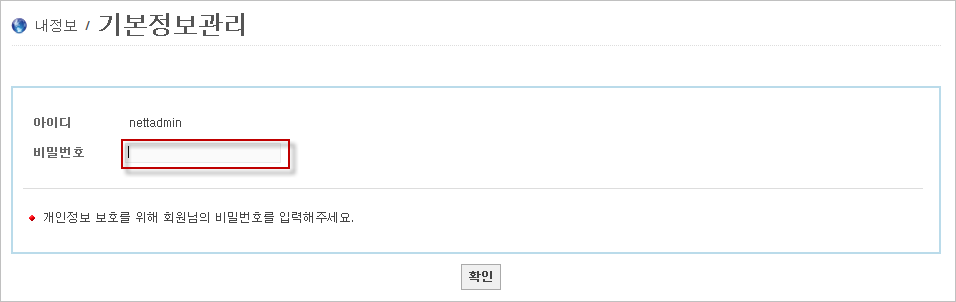 내정보 / 기본정보관리
아이디 nettadmin
비밀번호
개인정보 보호를 위해 회원님의 비밀번호를 입력해주세요.
확인